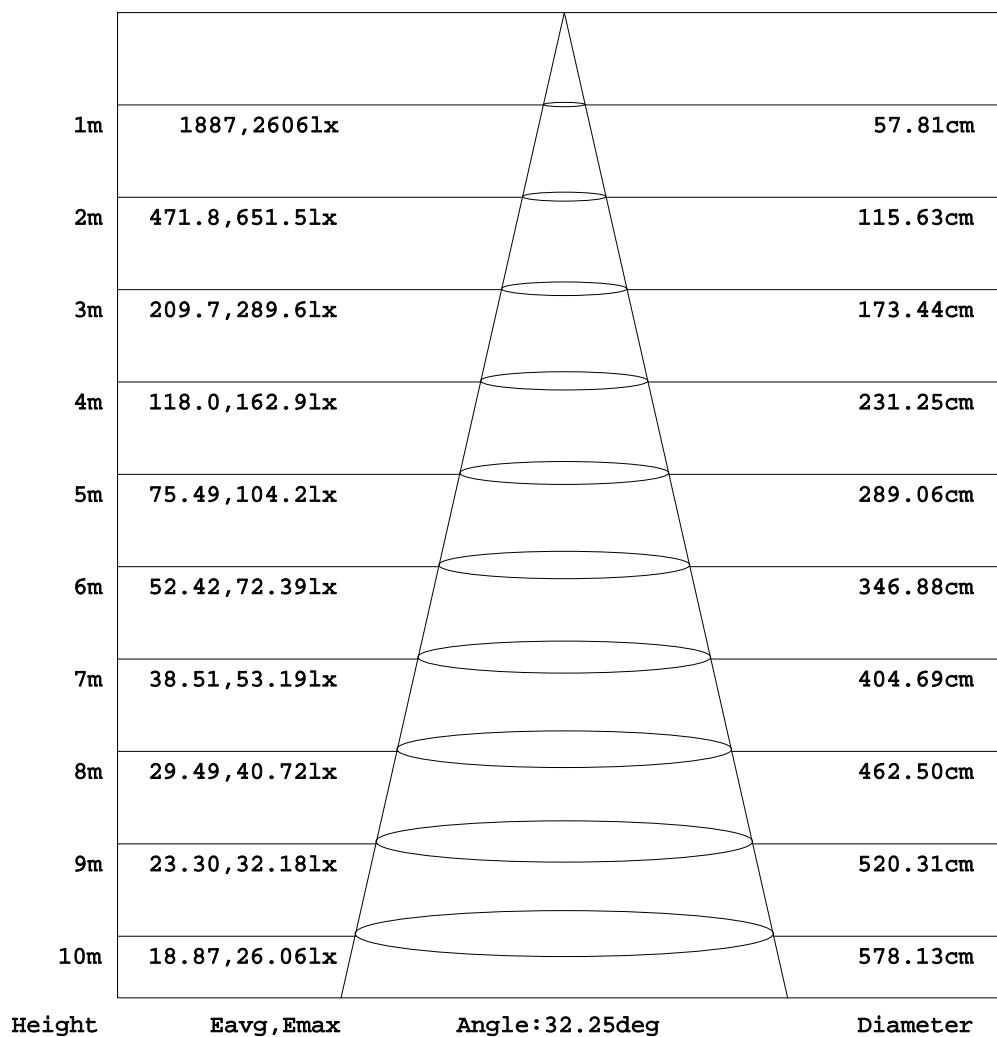 1m 1887,2606lx 57.81cm
2m 471.8,651.5lx 115.63cm
3m 209.7,289.6lx 173.44cm
4m 118.0,162.9lx 231.25cm
5m 75.49,104.2lx 289.06cm
6m 52.42,72.39lx 346.88cm
7m 38.51,53.19lx 404.69cm
8m 29.49,40.72lx 462.50cm
9m 23.30,32.18lx 520.31cm
10m 18.87,26.06lx 578.13cm
Height Eavg,Emax Angle:32.25deg Diameter